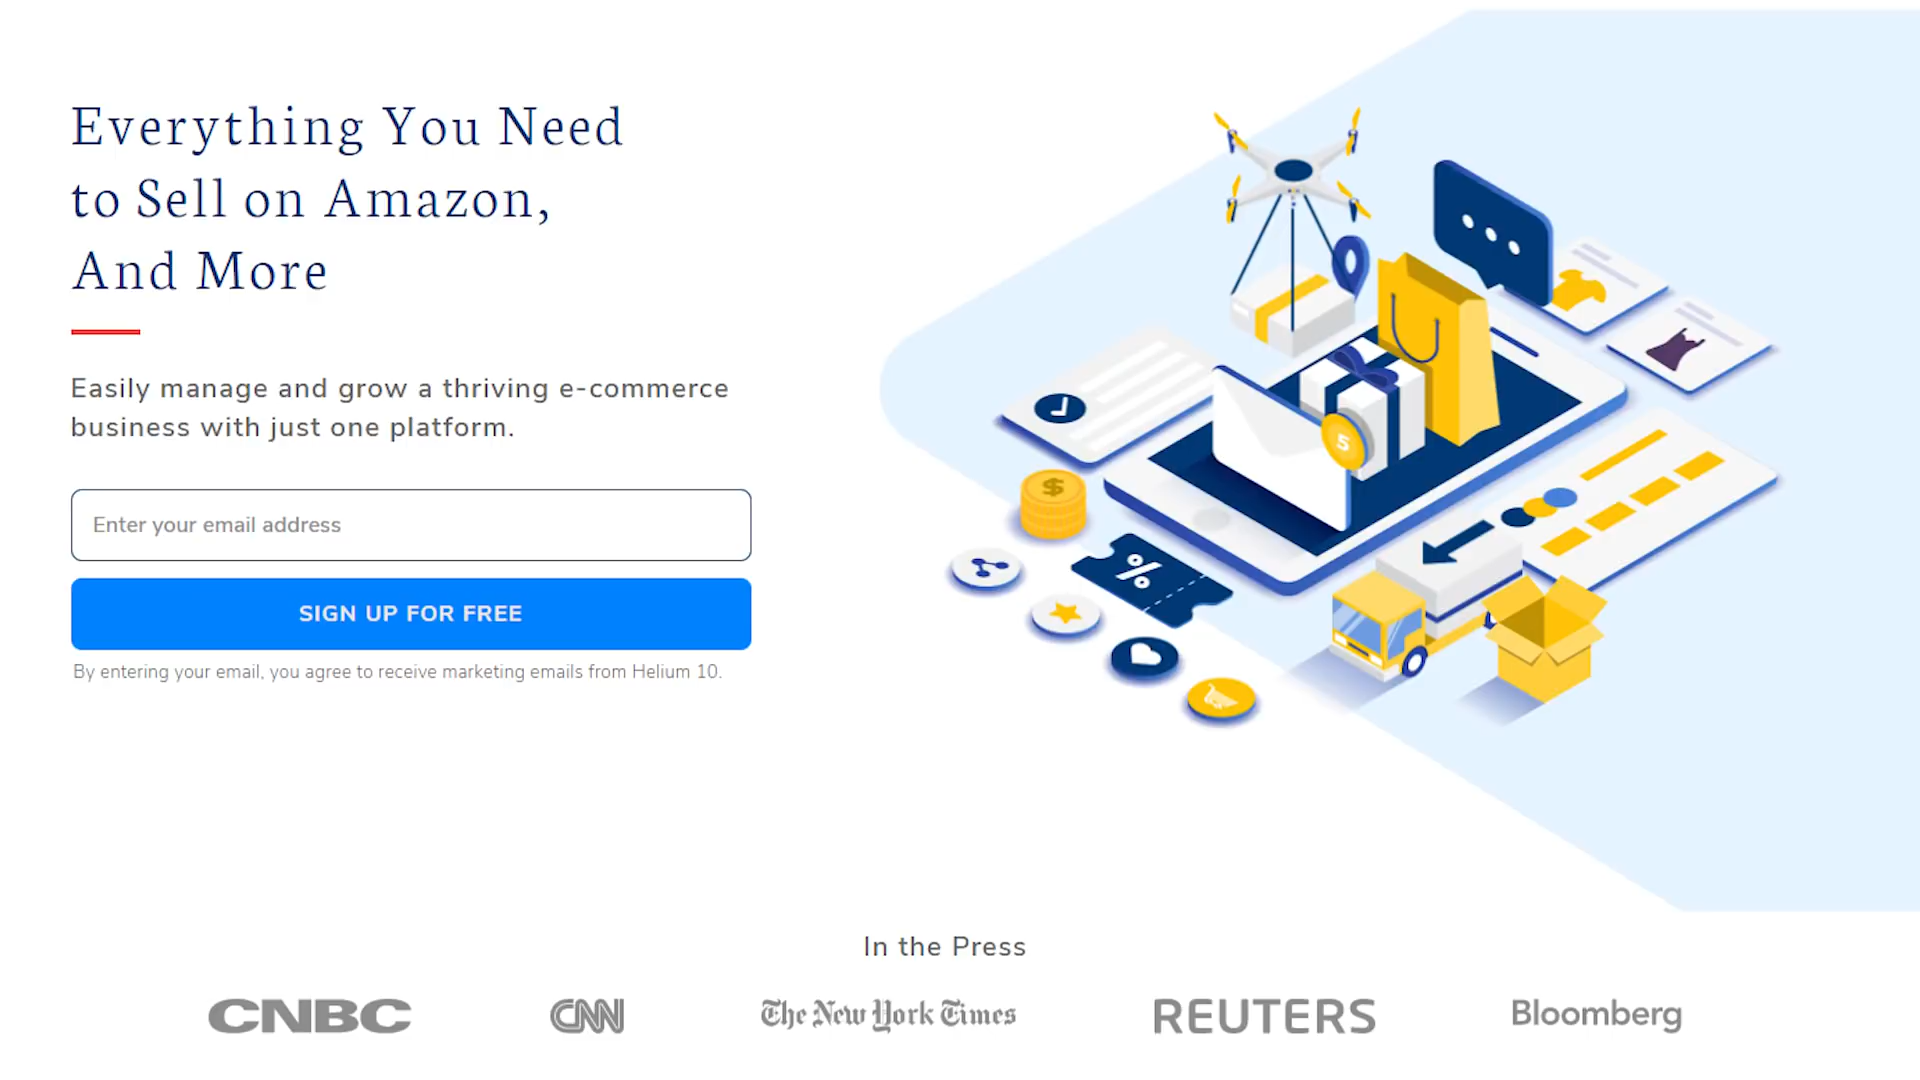 Everything You Need
to Sell on Amazon,
And More
Easily manage and grow a thriving e-commerce
business with just one platform.
Enter your email address
SIGN UP FOR FREE
By entering your email, you agree to receive marketing emails from Helium 10.
$
%
5
In the Press
CNBC
CNN
The New York Times
REUTERS
Bloomberg